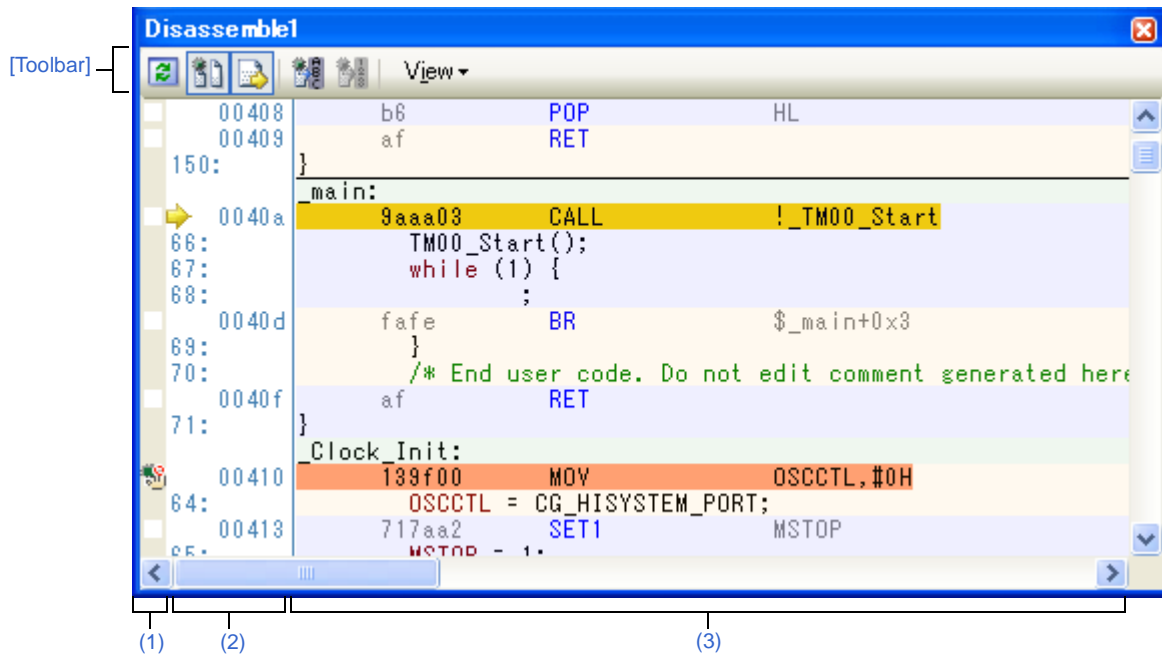 Disassemble1
[Toolbar]
View
00408 b6 POP HL
00409 af RET
150: }
_main:
0040a 9aaa03 CALL !_TM00_Start
66: TM00_Start();
67: while (1) {
68: ;
0040d fafe BR $_main+0x3
69: }
70: /* End user code. Do not edit comment generated here
0040f af RET
71: }
_Clock_Init:
00410 139f00 MOV OSCCTL,#0H
64: OSCCTL = CG_HISYSTEM_PORT;
00413 717aa2 SET1 MSTOP
65: MSTOP = 1;
(1) (2) (3)